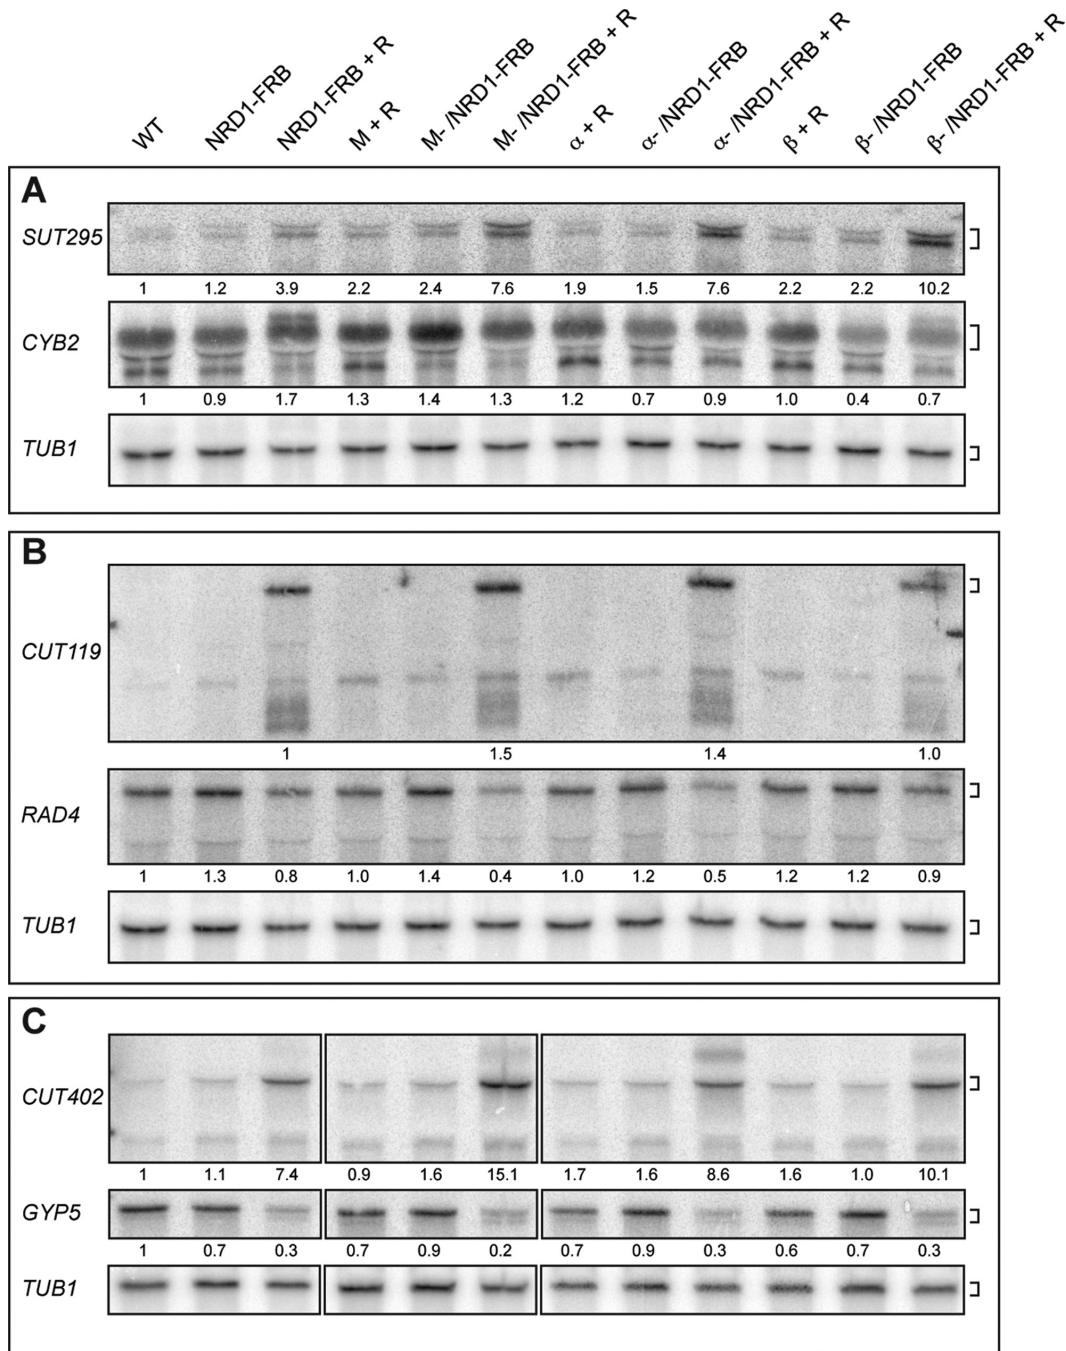 WT NRD1-FRB NRD1-FRB + R M + R M- /NRD1-FRB M- /NRD1-FRB + R α + R α- /NRD1-FRB α- /NRD1-FRB + R β + R β- /NRD1-FRB β- /NRD1-FRB + R
A
SUT295
1 1.2 3.9 2.2 2.4 7.6 1.9 1.5 7.6 2.2 2.2 10.2
CYB2
1 0.9 1.7 1.3 1.4 1.3 1.2 0.7 0.9 1.0 0.4 0.7
TUB1
B
CUT119
1 1.5 1.4 1.0
RAD4
1 1.3 0.8 1.0 1.4 0.4 1.0 1.2 0.5 1.2 1.2 0.9
TUB1
C
CUT402
1 1.1 7.4 0.9 1.6 15.1 1.7 1.6 8.6 1.6 1.0 10.1
GYP5
1 0.7 0.3 0.7 0.9 0.2 0.7 0.9 0.3 0.6 0.7 0.3
TUB1